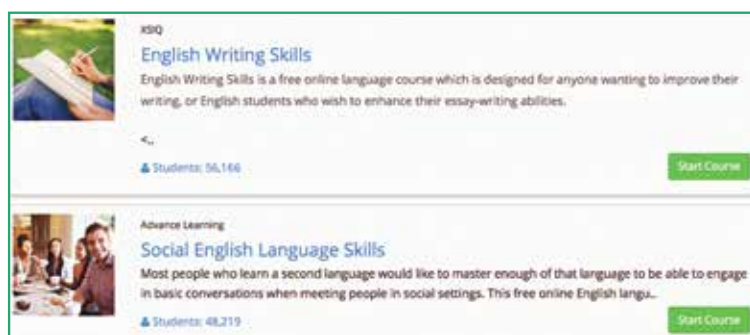 XSIQ
English Writing Skills
English Writing Skills is a free online language course which is designed for anyone wanting to improve their
writing, or English students who wish to enhance their essay-writing abilities.
<..
Students: 56,166
Start Course
Advance Learning
Social English Language Skills
Most people who learn a second language would like to master enough of that language to be able to engage
in basic conversations when meeting people in social settings. This free online English langu..
Students: 48,219
Start Course